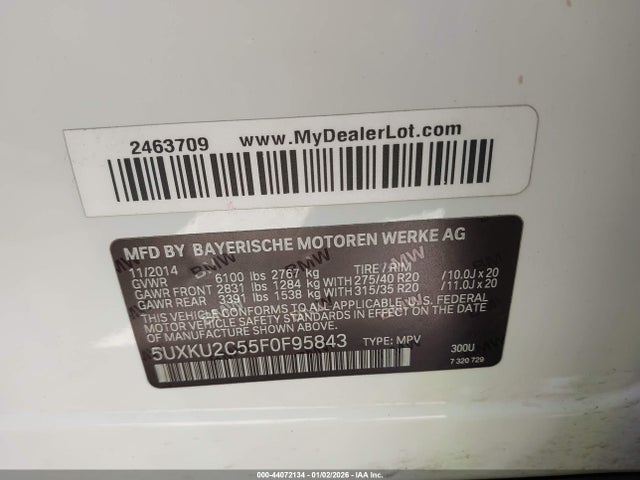 2463709 www.MyDealerLot.com
MFD BY BAYERISCHE MOTOREN WERKE AG
11/2014 TIRE / RIM
GVWR 6100 lbs 2767 kg
GAWR FRONT 2831 lbs 1284 kg WITH 275/40 R20 /10.0J x 20
GAWR REAR 3391 lbs 1538 kg WITH 315/35 R20 /11.0J x 20
THIS VEHICLE CONFORMS TO ALL APPLICABLE U.S. FEDERAL
MOTOR VEHICLE SAFETY STANDARDS IN EFFECT ON THE DATE
OF MANUFACTURE SHOWN ABOVE.
5UXKU2C55F0F95843 TYPE: MPV 300U
7 320 729
000-44072134 - 01/02/2026 - IAA Inc.